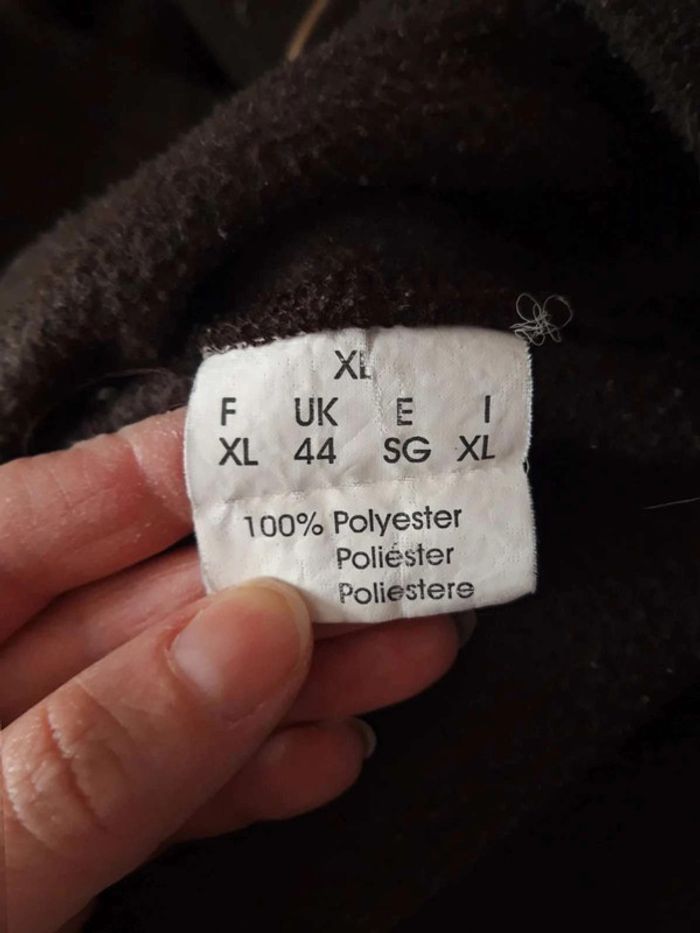 XL
F UK E I
XL 44 SG XL
100% Polyester
Poliéster
Poliestere